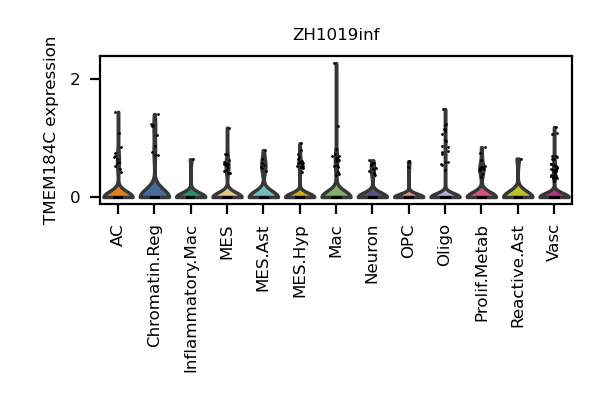 ZH1019inf
TMEM184C expression
2
0
AC
Chromatin.Reg
Inflammatory.Mac
MES
MES.Ast
MES.Hyp
Mac
Neuron
OPC
Oligo
Prolif.Metab
Reactive.Ast
Vasc